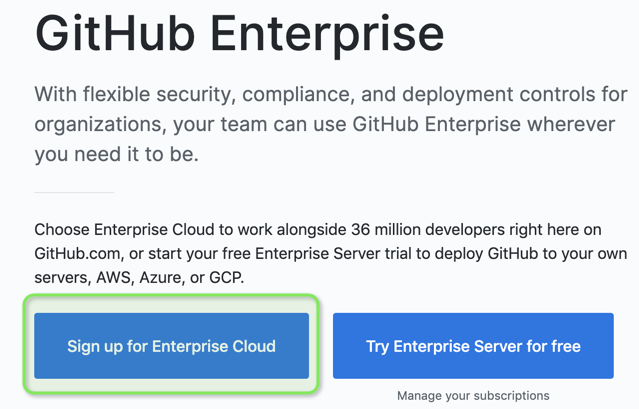 GitHub Enterprise
With flexible security, compliance, and deployment controls for
organizations, your team can use GitHub Enterprise wherever
you need it to be.
Choose Enterprise Cloud to work alongside 36 million developers right here on
GitHub.com, or start your free Enterprise Server trial to deploy GitHub to your own
servers, AWS, Azure, or GCP.
Sign up for Enterprise Cloud
Try Enterprise Server for free
Manage your subscriptions